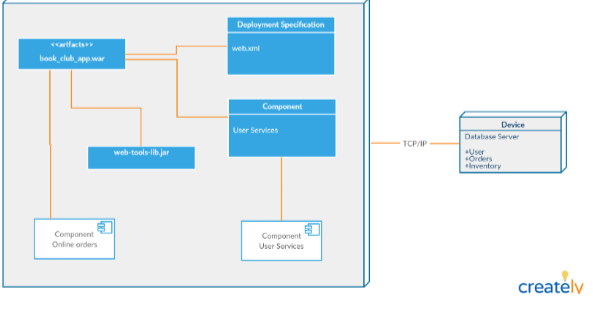 Deployment Specification
web.xml
<<artifacts>>
book_club_app.war
Component
User Services
web-tools-lib.jar
Component
Online orders
Component
User Services
TCP/IP
Device
Database Server
+User
+Orders
+Inventory
creately